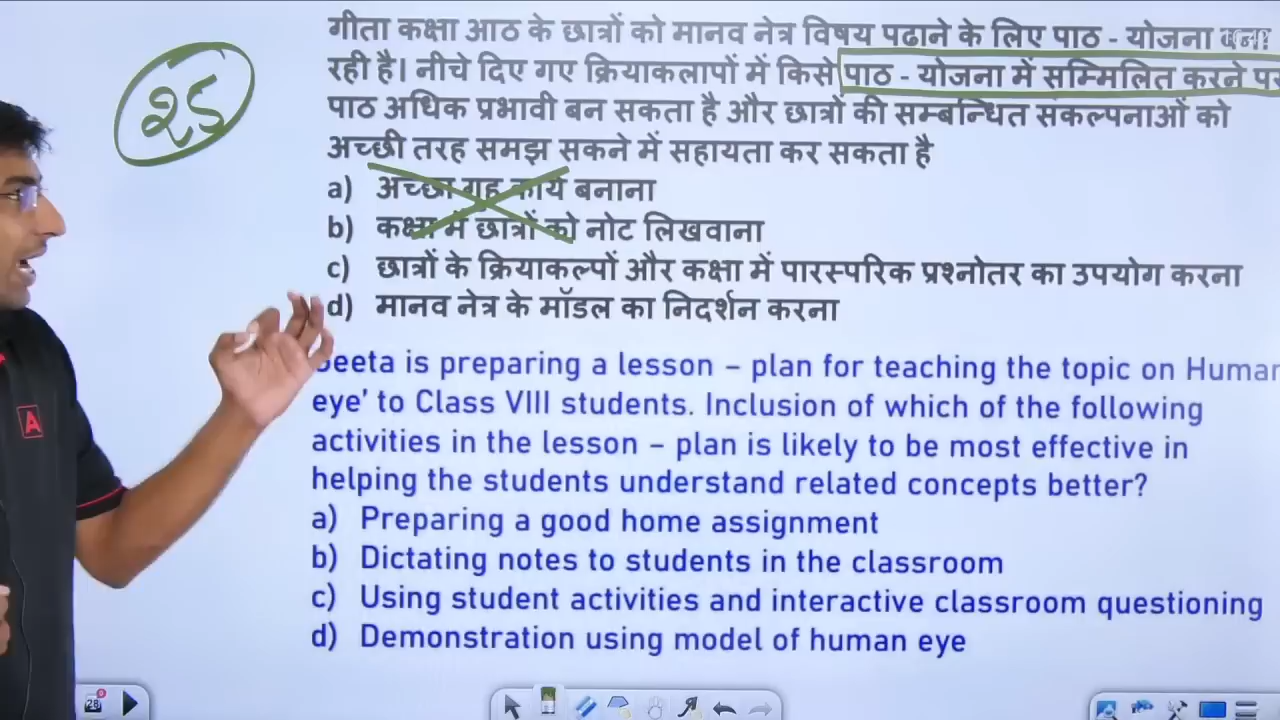 25
गीता कक्षा आठ के छात्रों को मानव नेत्र विषय पढाने के लिए पाठ - योजना बना
रही है। नीचे दिए गए क्रियाकलापों में किसे पाठ - योजना में सम्मिलित करने पर
पाठ अधिक प्रभावी बन सकता है और छात्रों की सम्बन्धित संकल्पनाओं को
अच्छी तरह समझ सकने में सहायता कर सकता है
a) अच्छा गृह कार्य बनाना
b) कक्षा में छात्रों को नोट लिखवाना
c) छात्रों के क्रियाकल्पों और कक्षा में पारस्परिक प्रश्नोतर का उपयोग करना
d) मानव नेत्र के मॉडल का निदर्शन करना
Geeta is preparing a lesson – plan for teaching the topic on Human
eye' to Class VIII students. Inclusion of which of the following
activities in the lesson – plan is likely to be most effective in
helping the students understand related concepts better?
a) Preparing a good home assignment
b) Dictating notes to students in the classroom
c) Using student activities and interactive classroom questioning
d) Demonstration using model of human eye
A
28